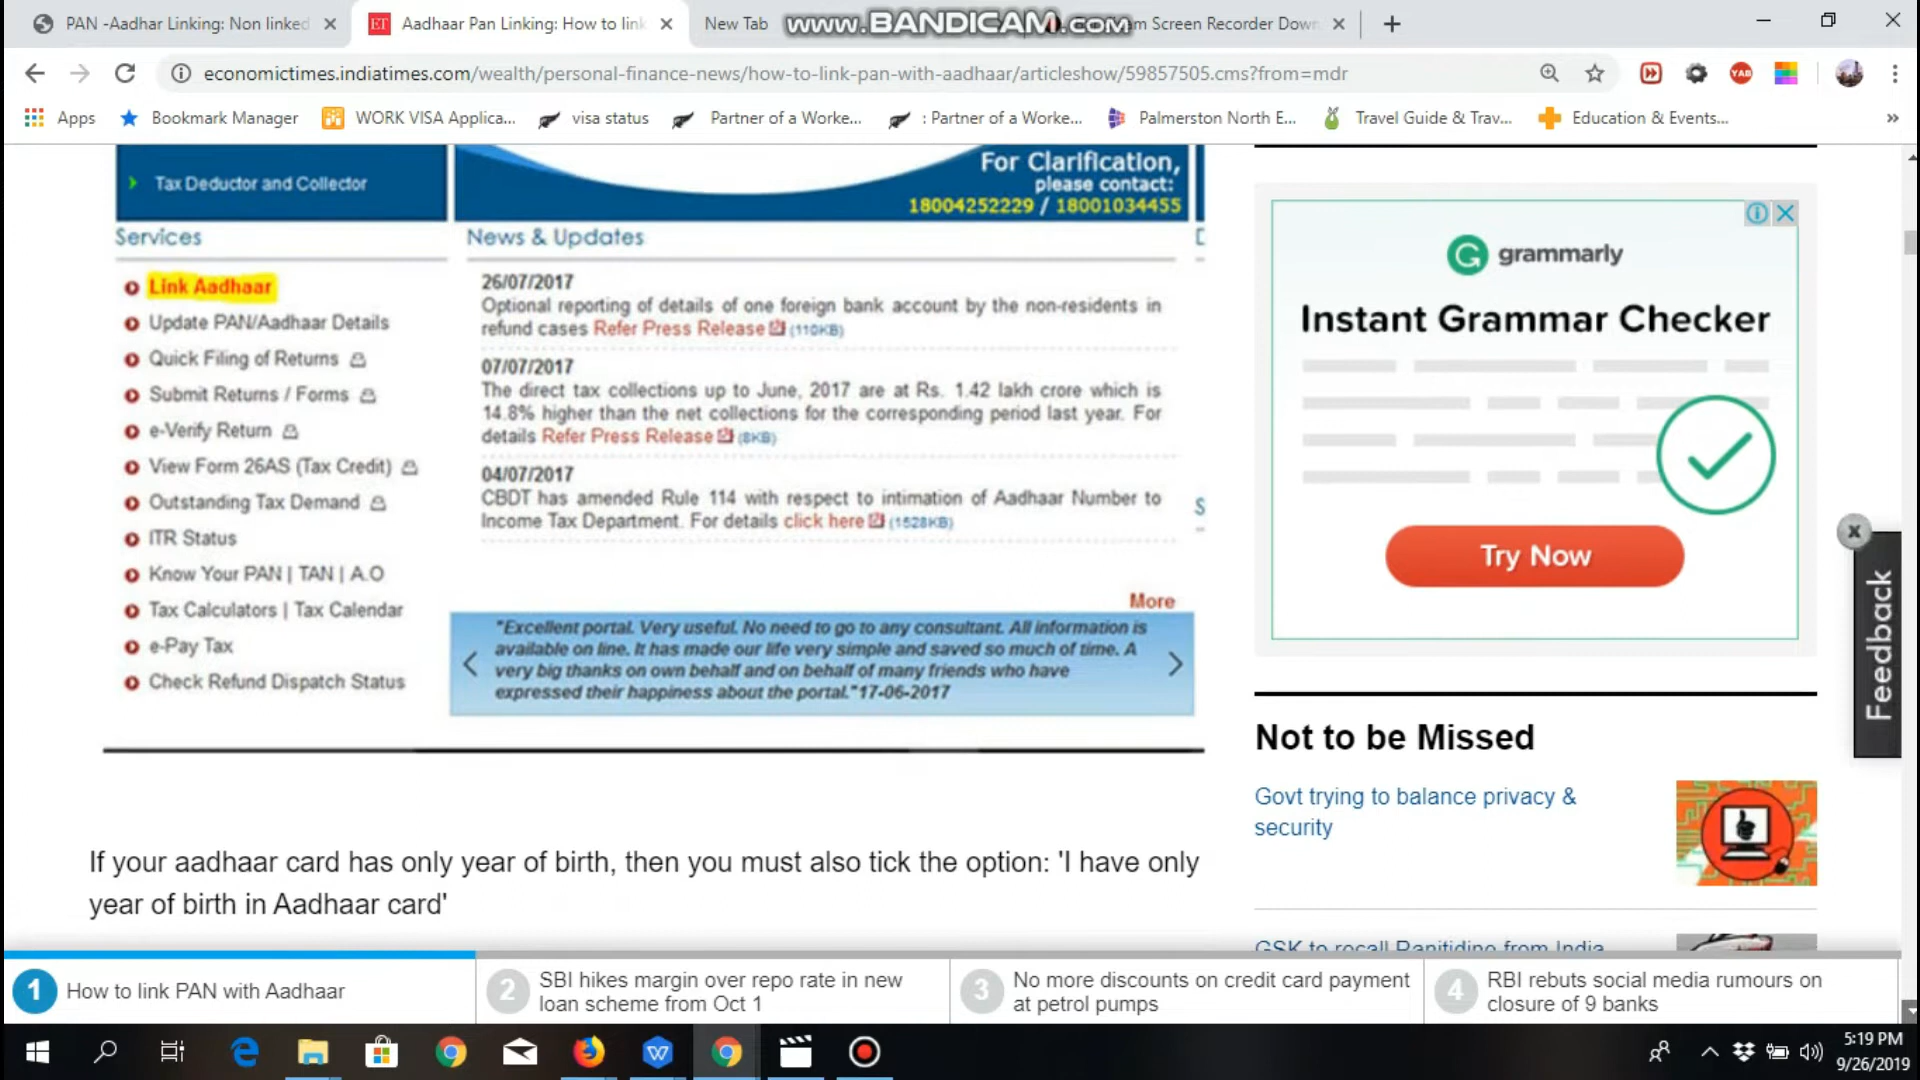 PAN -Aadhar Linking: Non linked
Aadhaar Pan Linking: How to link
New Tab
www.BANDICAM.com
am Screen Recorder Down
economictimes.indiatimes.com/wealth/personal-finance-news/how-to-link-pan-with-aadhaar/articleshow/59857505.cms?from=mdr
YAB
Apps
Bookmark Manager
WORK VISA Applica...
visa status
Partner of a Worke...
: Partner of a Worke...
Palmerston North E...
Travel Guide & Trav...
Education & Events...
»
Tax Deductor and Collector
For Clarification,
please contact:
18004252229 / 18001034455
Services
Link Aadhaar
Update PAN/Aadhaar Details
Quick Filing of Returns
Submit Returns / Forms
e-Verify Return
View Form 26AS (Tax Credit)
Outstanding Tax Demand
ITR Status
Know Your PAN | TAN | A.O
Tax Calculators | Tax Calendar
e-Pay Tax
Check Refund Dispatch Status
News & Updates
26/07/2017
Optional reporting of details of one foreign bank account by the non-residents in
refund cases Refer Press Release (110KB)
07/07/2017
The direct tax collections up to June, 2017 are at Rs. 1.42 lakh crore which is
14.8% higher than the net collections for the corresponding period last year. For
details Refer Press Release (8KB)
04/07/2017
CBDT has amended Rule 114 with respect to intimation of Aadhaar Number to
Income Tax Department. For details click here (1528KB)
More
"Excellent portal. Very useful. No need to go to any consultant. All information is
available on line. It has made our life very simple and saved so much of time. A
very big thanks on own behalf and on behalf of many friends who have
expressed their happiness about the portal."17-06-2017
If your aadhaar card has only year of birth, then you must also tick the option: 'I have only
year of birth in Aadhaar card'
grammarly
Instant Grammar Checker
Try Now
Feedback
Not to be Missed
Govt trying to balance privacy &
security
GSK to recall Ranitidine from India
1 How to link PAN with Aadhaar
2 SBI hikes margin over repo rate in new
loan scheme from Oct 1
3 No more discounts on credit card payment
at petrol pumps
4 RBI rebuts social media rumours on
closure of 9 banks
5:19 PM
9/26/2019